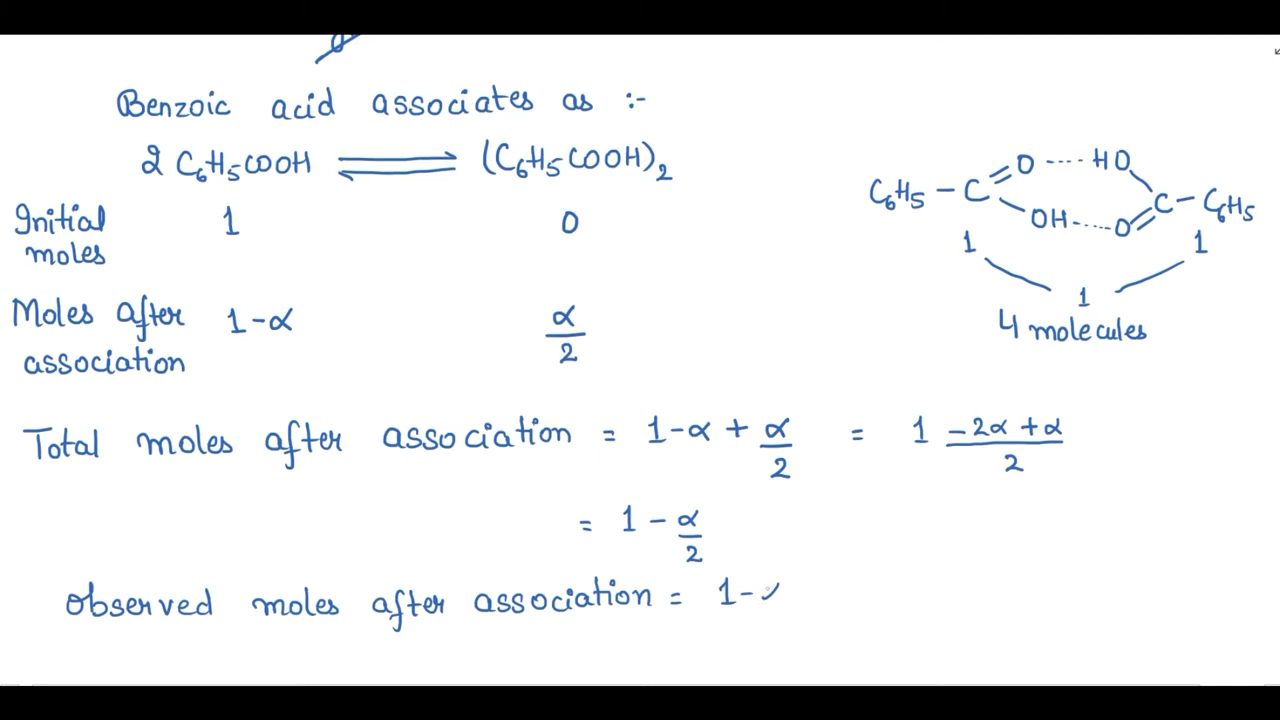 Benzoic acid associates as :-
2 C₆H₅COOH ⇌ (C₆H₅COOH)₂
Initial moles 1 0
Moles after association 1-α α/2
C₆H₅ - C =O ---- HO C - C₆H₅
OH ----- O=
1 1
1
4 molecules
Total moles after association = 1-α + α/2 = 1 (-2α + α)/2
= 1 - α/2
Observed moles after association = 1-